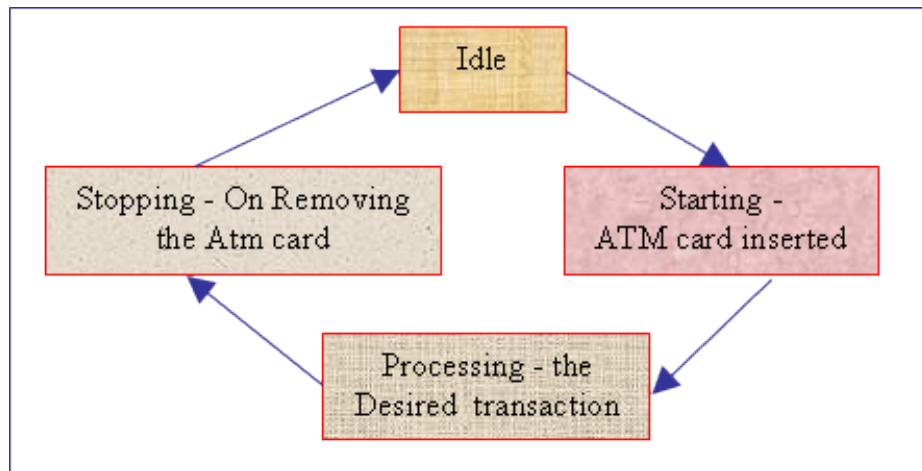 Idle
Stopping - On Removing
the Atm card
Starting -
ATM card inserted
Processing - the
Desired transaction